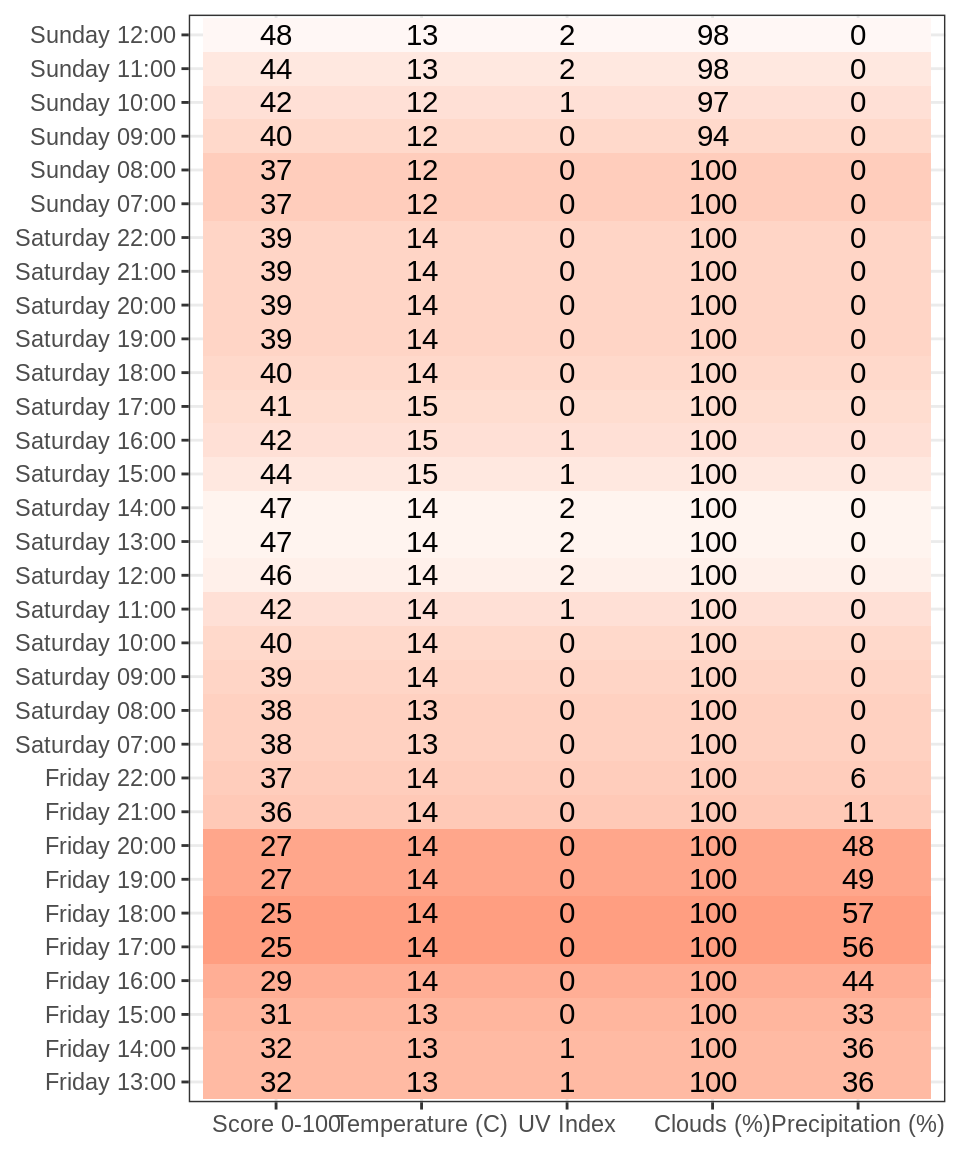 Sunday 12:00 48 13 2 98 0
Sunday 11:00 44 13 2 98 0
Sunday 10:00 42 12 1 97 0
Sunday 09:00 40 12 0 94 0
Sunday 08:00 37 12 0 100 0
Sunday 07:00 37 12 0 100 0
Saturday 22:00 39 14 0 100 0
Saturday 21:00 39 14 0 100 0
Saturday 20:00 39 14 0 100 0
Saturday 19:00 39 14 0 100 0
Saturday 18:00 40 14 0 100 0
Saturday 17:00 41 15 0 100 0
Saturday 16:00 42 15 1 100 0
Saturday 15:00 44 15 1 100 0
Saturday 14:00 47 14 2 100 0
Saturday 13:00 47 14 2 100 0
Saturday 12:00 46 14 2 100 0
Saturday 11:00 42 14 1 100 0
Saturday 10:00 40 14 0 100 0
Saturday 09:00 39 14 0 100 0
Saturday 08:00 38 13 0 100 0
Saturday 07:00 38 13 0 100 0
Friday 22:00 37 14 0 100 6
Friday 21:00 36 14 0 100 11
Friday 20:00 27 14 0 100 48
Friday 19:00 27 14 0 100 49
Friday 18:00 25 14 0 100 57
Friday 17:00 25 14 0 100 56
Friday 16:00 29 14 0 100 44
Friday 15:00 31 13 0 100 33
Friday 14:00 32 13 1 100 36
Friday 13:00 32 13 1 100 36
Score 0-100 Temperature (C) UV Index Clouds (%) Precipitation (%)